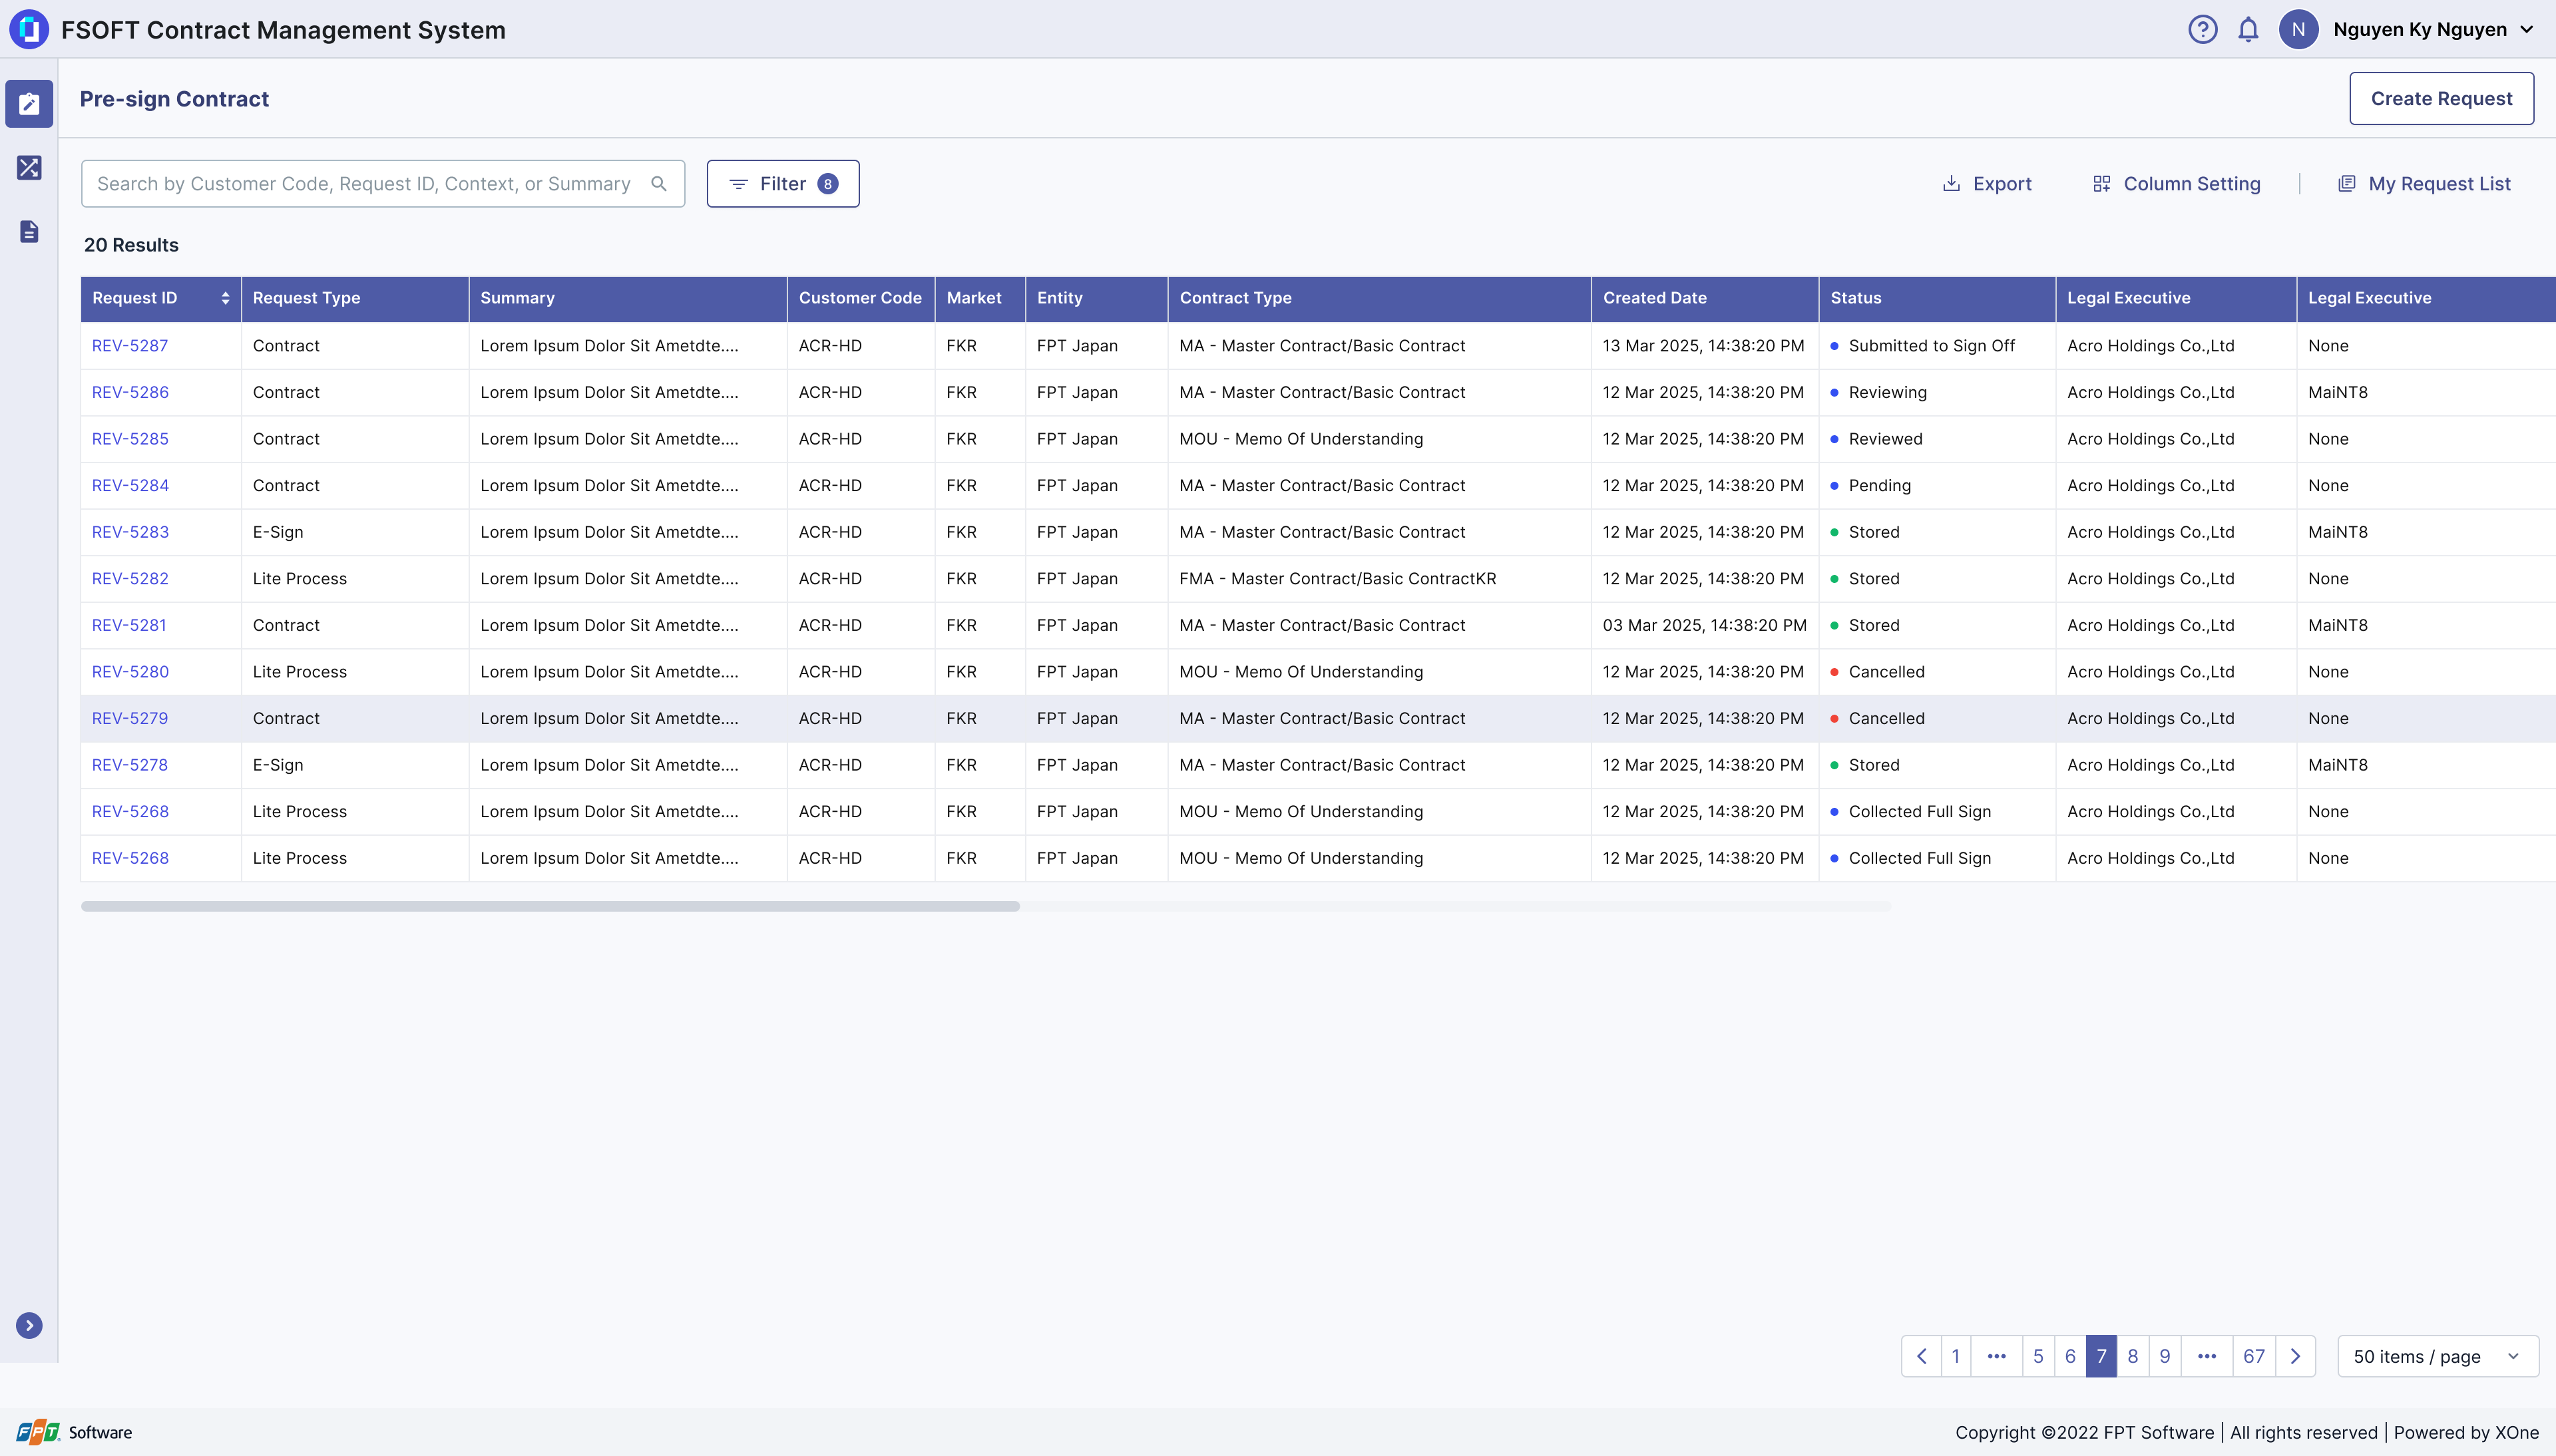 FSOFT Contract Management System
? N Nguyen Ky Nguyen
Pre-sign Contract
Create Request
Search by Customer Code, Request ID, Context, or Summary
Filter 8
Export
Column Setting
My Request List
20 Results
Request ID Request Type Summary Customer Code Market Entity Contract Type Created Date Status Legal Executive Legal Executive
REV-5287 Contract Lorem Ipsum Dolor Sit Ametdte.... ACR-HD FKR FPT Japan MA - Master Contract/Basic Contract 13 Mar 2025, 14:38:20 PM Submitted to Sign Off Acro Holdings Co.,Ltd None
REV-5286 Contract Lorem Ipsum Dolor Sit Ametdte.... ACR-HD FKR FPT Japan MA - Master Contract/Basic Contract 12 Mar 2025, 14:38:20 PM Reviewing Acro Holdings Co.,Ltd MaiNT8
REV-5285 Contract Lorem Ipsum Dolor Sit Ametdte.... ACR-HD FKR FPT Japan MOU - Memo Of Understanding 12 Mar 2025, 14:38:20 PM Reviewed Acro Holdings Co.,Ltd None
REV-5284 Contract Lorem Ipsum Dolor Sit Ametdte.... ACR-HD FKR FPT Japan MA - Master Contract/Basic Contract 12 Mar 2025, 14:38:20 PM Pending Acro Holdings Co.,Ltd None
REV-5283 E-Sign Lorem Ipsum Dolor Sit Ametdte.... ACR-HD FKR FPT Japan MA - Master Contract/Basic Contract 12 Mar 2025, 14:38:20 PM Stored Acro Holdings Co.,Ltd MaiNT8
REV-5282 Lite Process Lorem Ipsum Dolor Sit Ametdte.... ACR-HD FKR FPT Japan FMA - Master Contract/Basic ContractKR 12 Mar 2025, 14:38:20 PM Stored Acro Holdings Co.,Ltd None
REV-5281 Contract Lorem Ipsum Dolor Sit Ametdte.... ACR-HD FKR FPT Japan MA - Master Contract/Basic Contract 03 Mar 2025, 14:38:20 PM Stored Acro Holdings Co.,Ltd MaiNT8
REV-5280 Lite Process Lorem Ipsum Dolor Sit Ametdte.... ACR-HD FKR FPT Japan MOU - Memo Of Understanding 12 Mar 2025, 14:38:20 PM Cancelled Acro Holdings Co.,Ltd None
REV-5279 Contract Lorem Ipsum Dolor Sit Ametdte.... ACR-HD FKR FPT Japan MA - Master Contract/Basic Contract 12 Mar 2025, 14:38:20 PM Cancelled Acro Holdings Co.,Ltd None
REV-5278 E-Sign Lorem Ipsum Dolor Sit Ametdte.... ACR-HD FKR FPT Japan MA - Master Contract/Basic Contract 12 Mar 2025, 14:38:20 PM Stored Acro Holdings Co.,Ltd MaiNT8
REV-5268 Lite Process Lorem Ipsum Dolor Sit Ametdte.... ACR-HD FKR FPT Japan MOU - Memo Of Understanding 12 Mar 2025, 14:38:20 PM Collected Full Sign Acro Holdings Co.,Ltd None
REV-5268 Lite Process Lorem Ipsum Dolor Sit Ametdte.... ACR-HD FKR FPT Japan MOU - Memo Of Understanding 12 Mar 2025, 14:38:20 PM Collected Full Sign Acro Holdings Co.,Ltd None
1 ••• 5 6 7 8 9 ••• 67
50 items / page
FPT Software
Copyright ©2022 FPT Software | All rights reserved | Powered by XOne